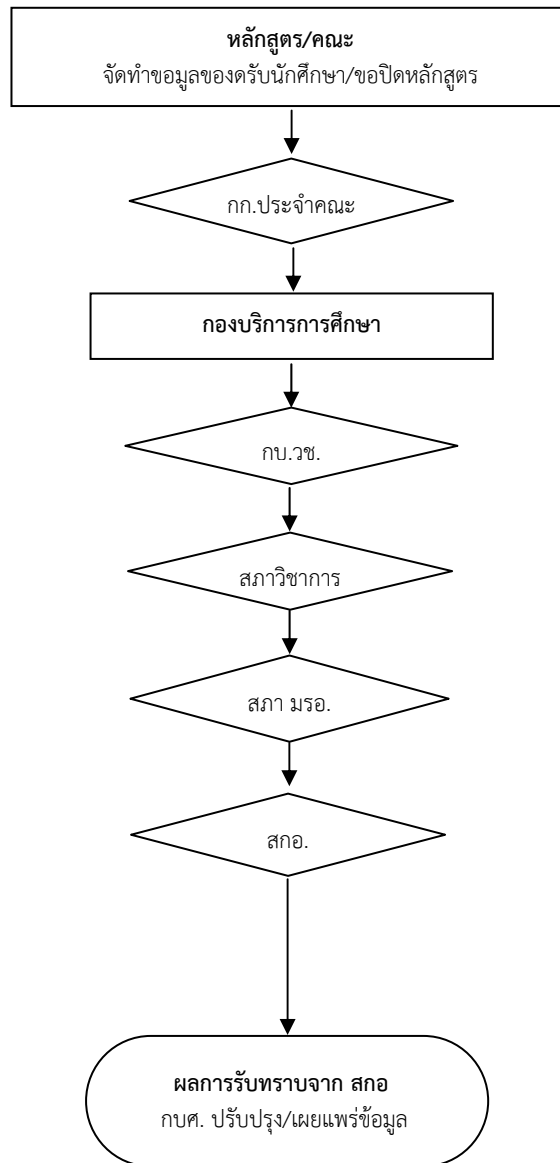 หลักสูตร/คณะ
จัดทำขอมูลของดรับนักศึกษา/ขอปิดหลักสูตร
กก.ประจำคณะ
กองบริการการศึกษา
กบ.วช.
สภาวิชาการ
สภา มรอ.
สกอ.
ผลการรับทราบจาก สกอ
กบศ. ปรับปรุง/เผยแพร่ข้อมูล